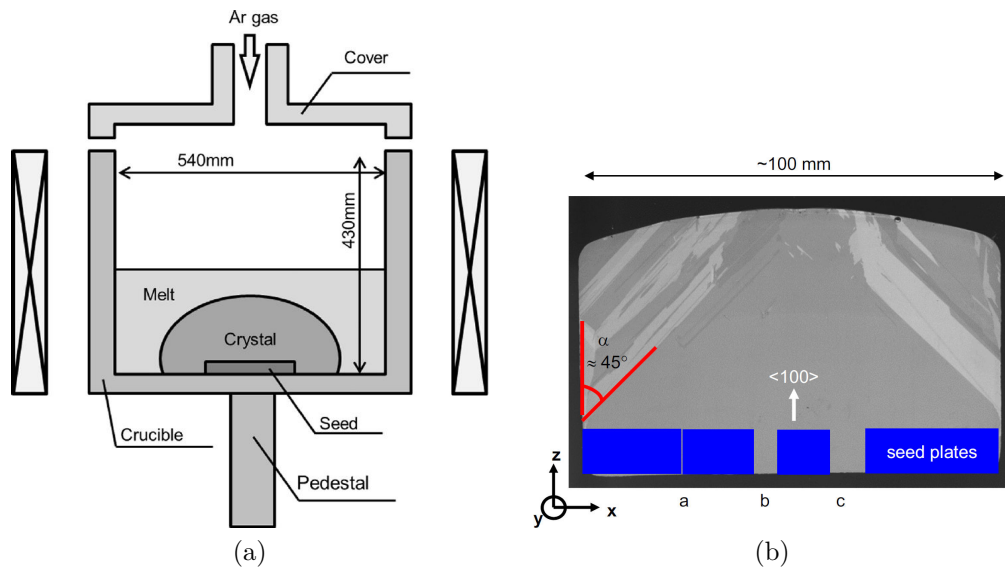 Ar gas
Cover
540mm
430mm
Melt
Crystal
Seed
Crucible
Pedestal
(a)
~100 mm
α
≈ 45°
<100>
seed plates
z
y
x
a
b
c
(b)